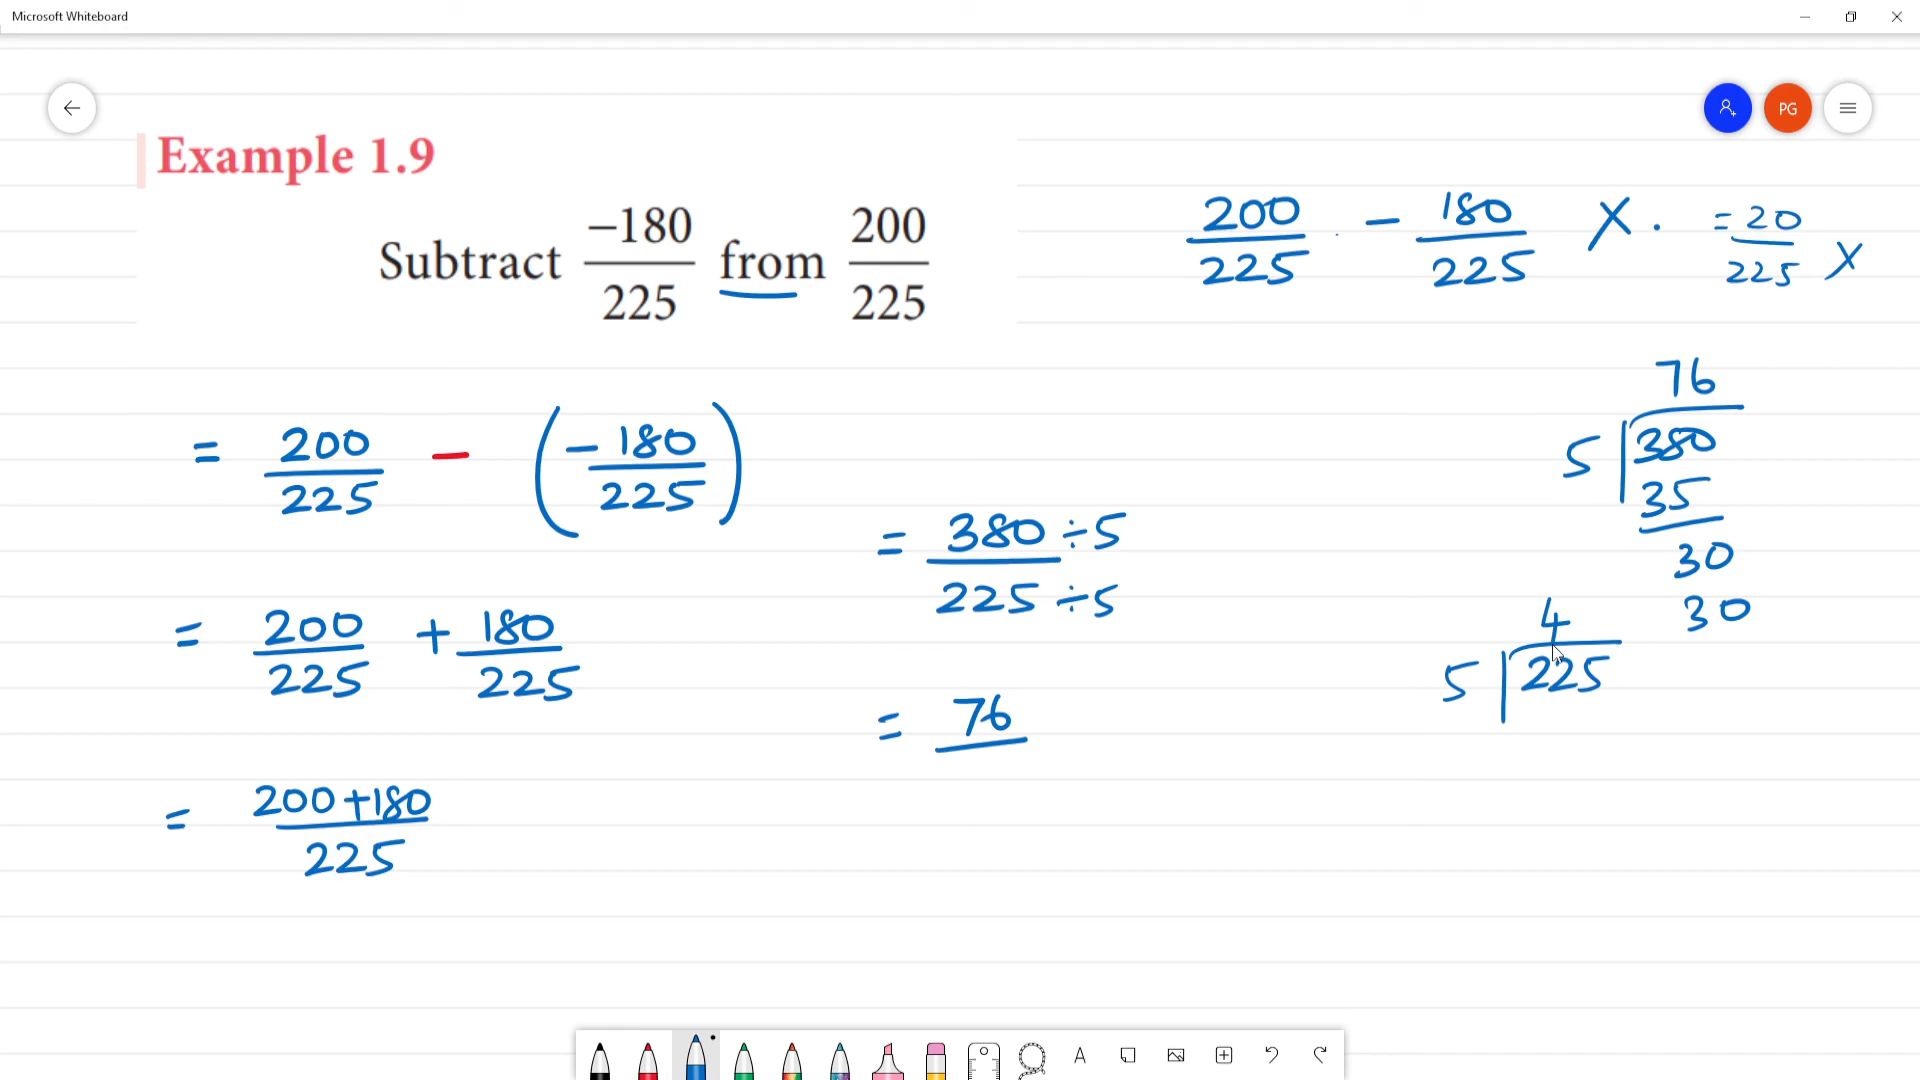 Microsoft Whiteboard
PG
Example 1.9
Subtract −180/225 from 200/225
200/225 - 180/225 X . = 20/225 X
= 200/225 - (-180/225)
= 200/225 + 180/225
= 200+180/225
= 380÷5/225÷5
= 76
76
5 380
35
30
30
4
5 225
A